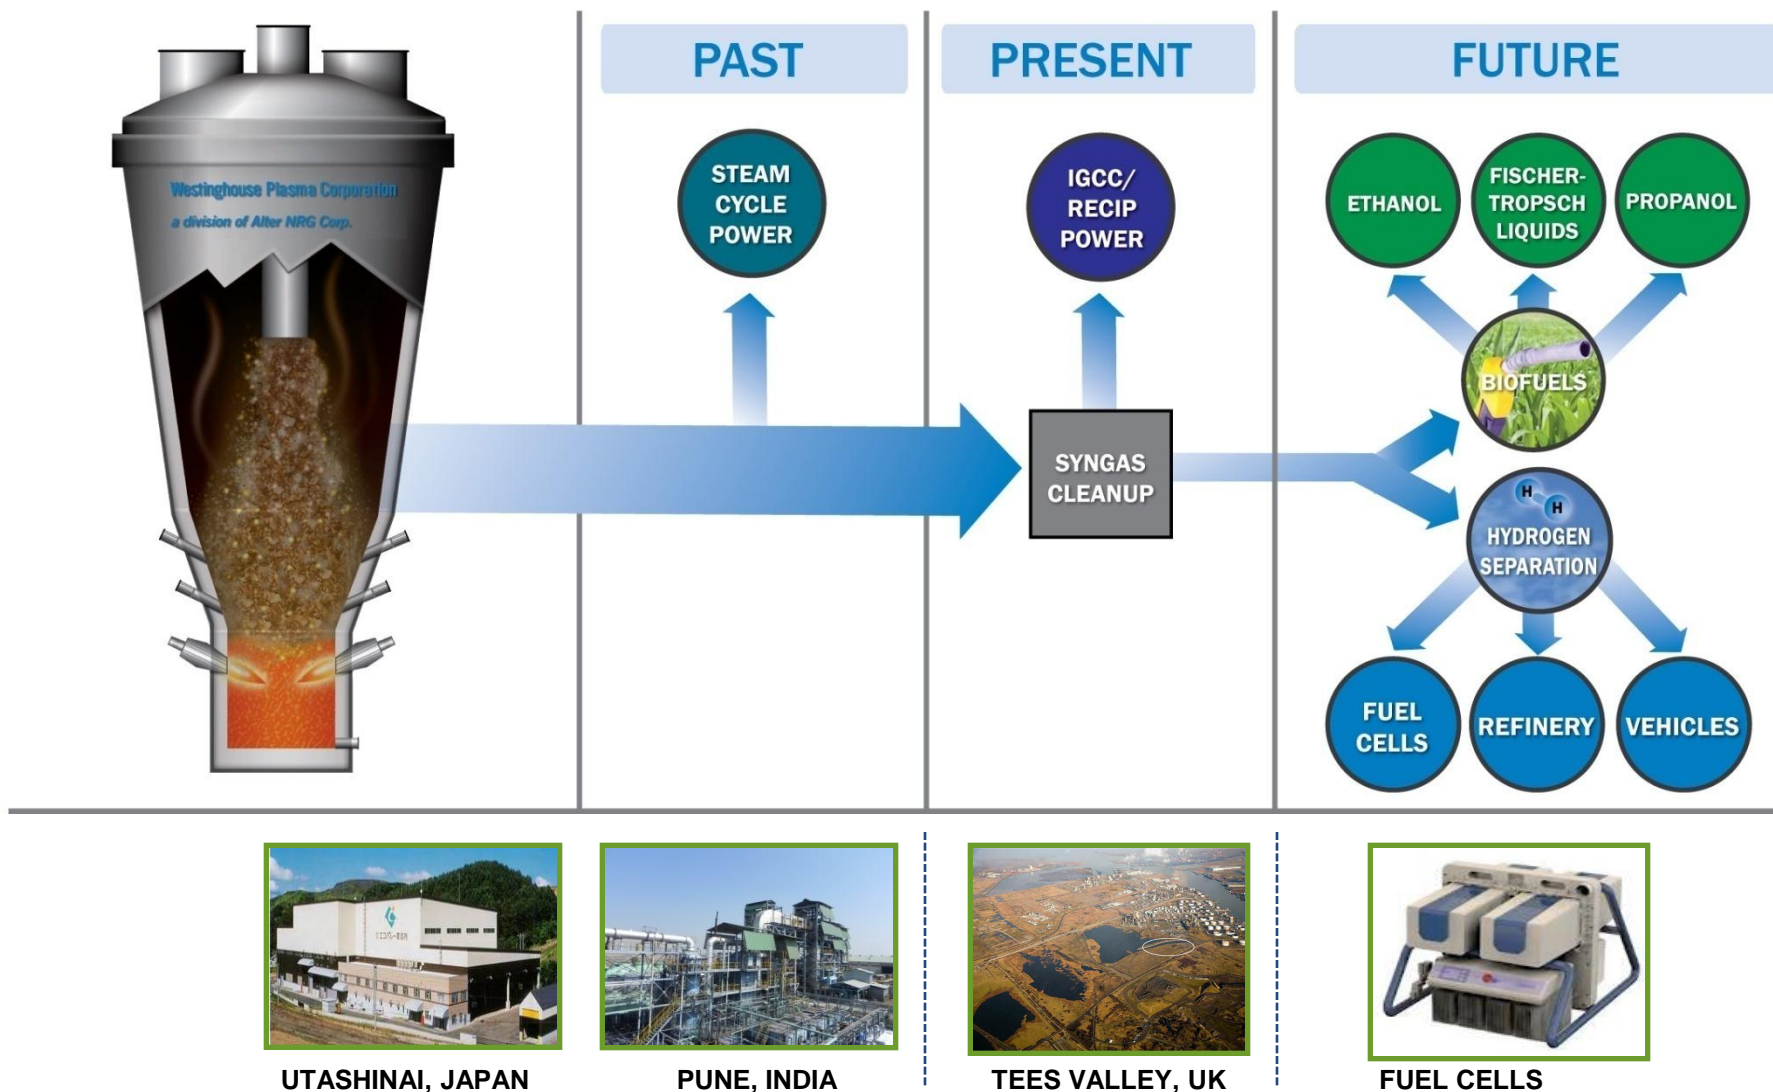 PAST
PRESENT
FUTURE
Westinghouse Plasma Corporation
a division of Alter NRG Corp.
STEAM
CYCLE
POWER
IGCC/
RECIP
POWER
ETHANOL
FISCHER-
TROPSCH
LIQUIDS
PROPANOL
BIOFUELS
SYNGAS
CLEANUP
H
H
HYDROGEN
SEPARATION
FUEL
CELLS
REFINERY
VEHICLES
UTASHINAI, JAPAN
PUNE, INDIA
TEES VALLEY, UK
FUEL CELLS